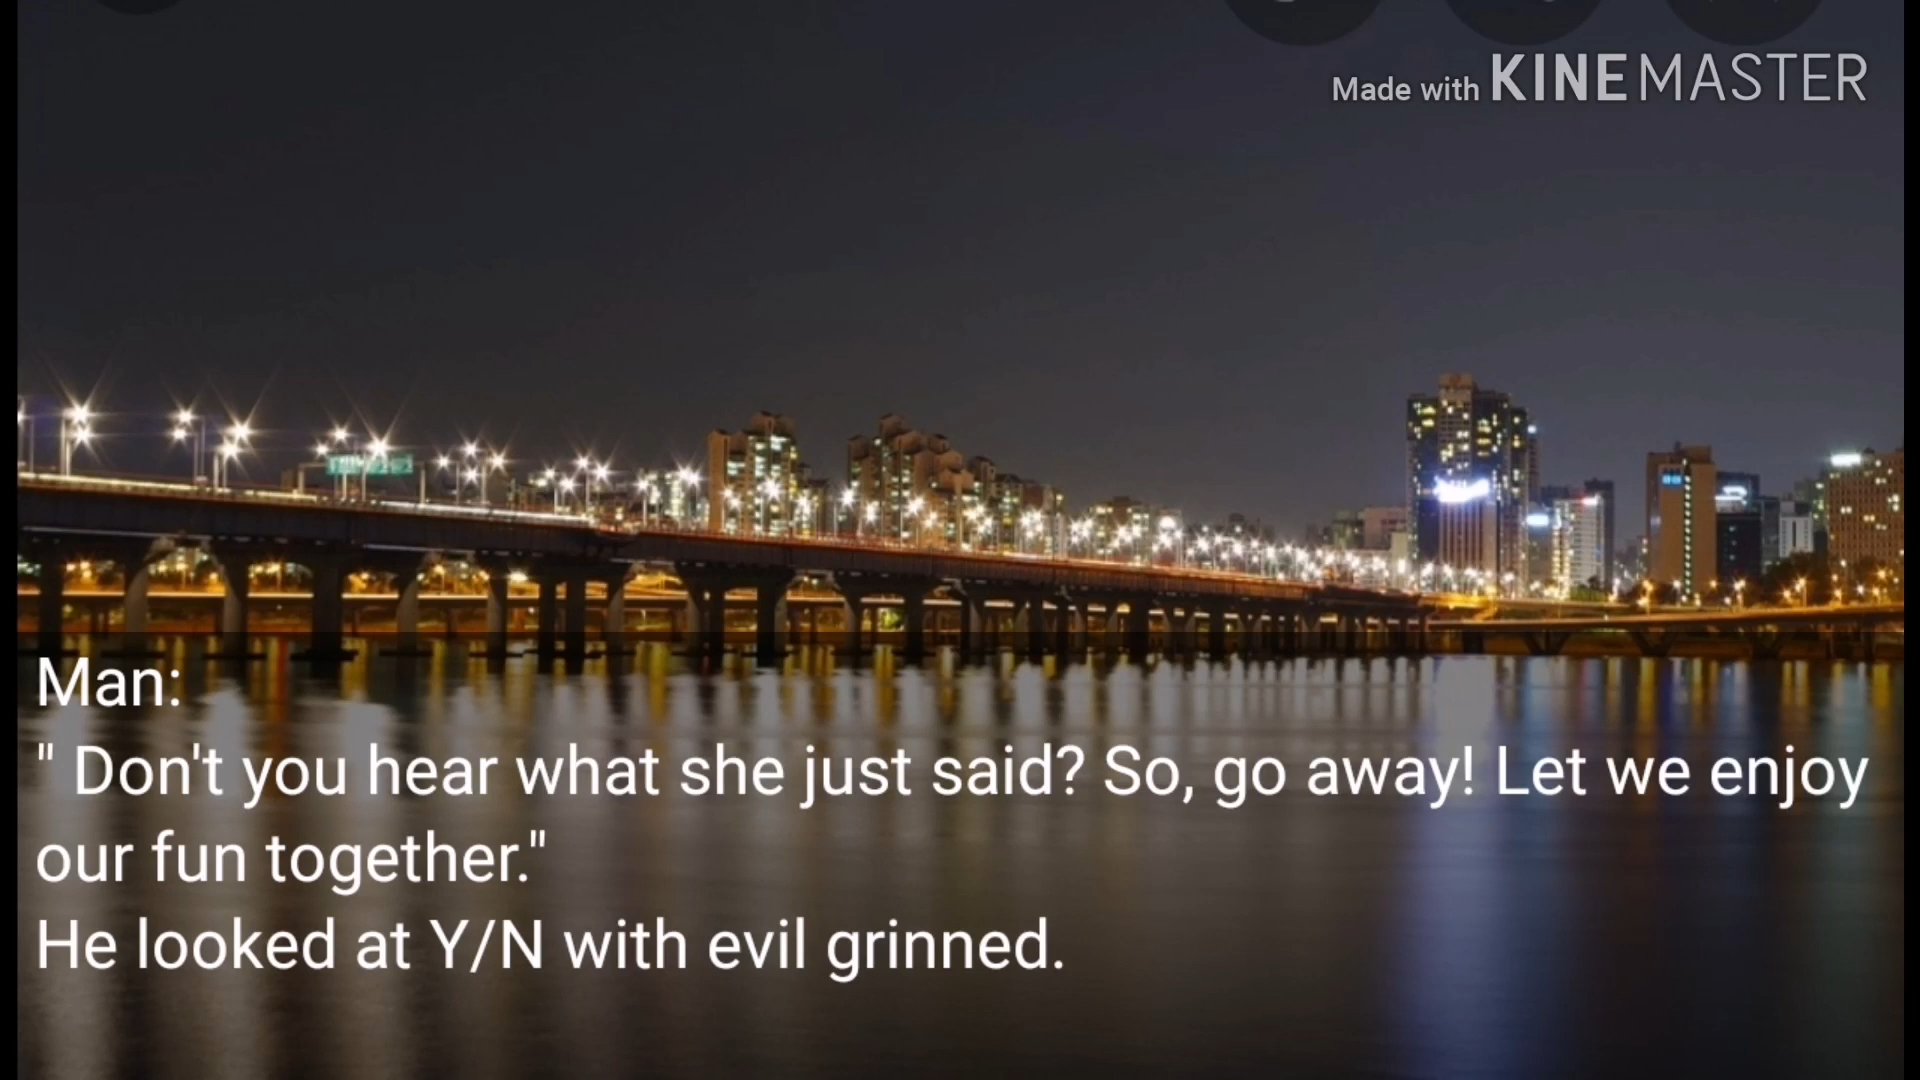 Made with KINEMASTER
Man:
" Don't you hear what she just said? So, go away! Let we enjoy
our fun together."
He looked at Y/N with evil grinned.